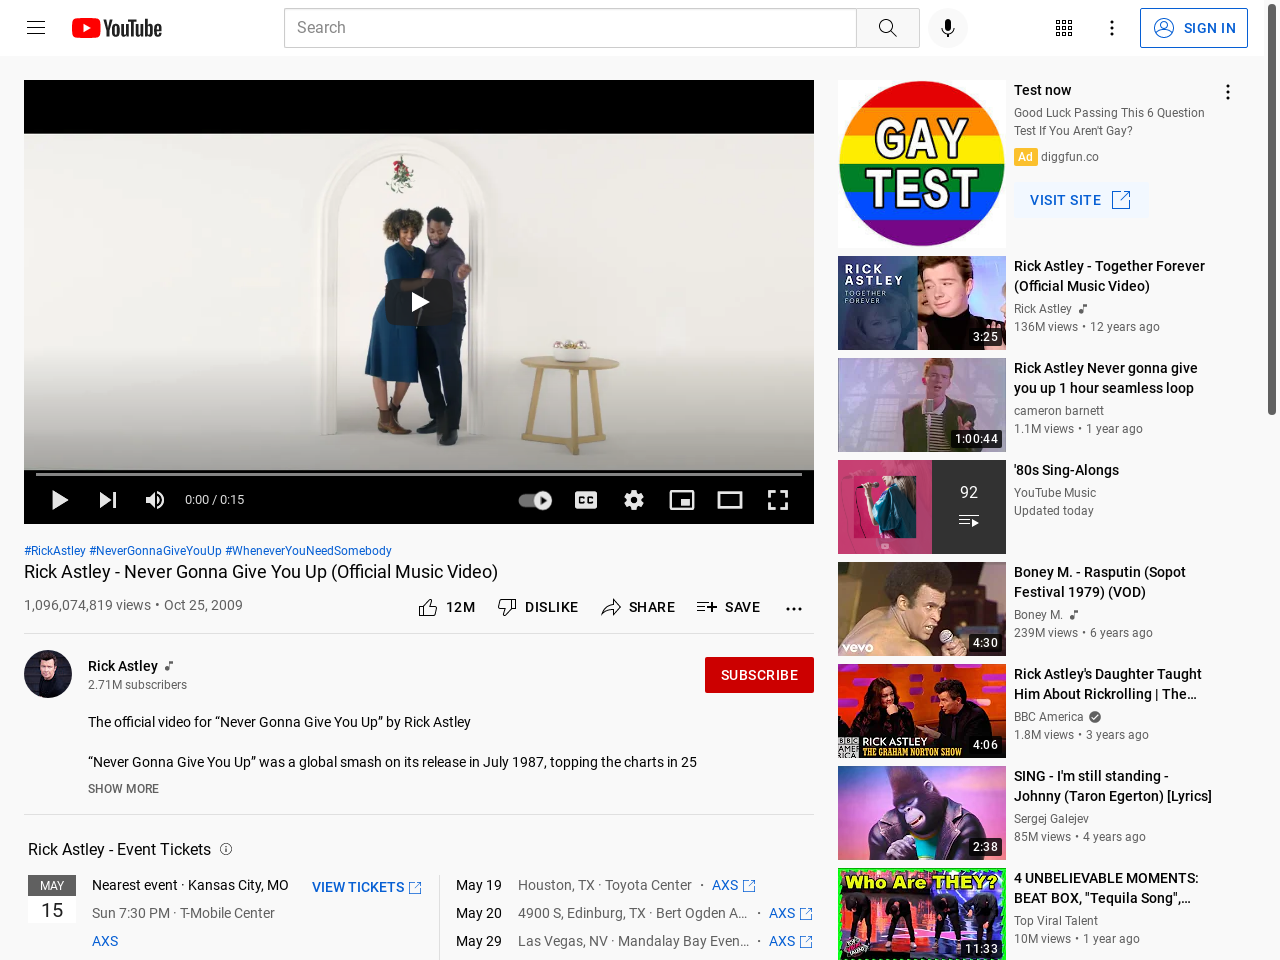 YouTube
Search
SIGN IN
0:00 / 0:15
CC
#RickAstley #NeverGonnaGiveYouUp #WheneverYouNeedSomebody
Rick Astley - Never Gonna Give You Up (Official Music Video)
1,096,074,819 views • Oct 25, 2009
12M
DISLIKE
SHARE
SAVE
Rick Astley
2.71M subscribers
SUBSCRIBE
The official video for “Never Gonna Give You Up” by Rick Astley
“Never Gonna Give You Up” was a global smash on its release in July 1987, topping the charts in 25
SHOW MORE
Rick Astley - Event Tickets
MAY
15
Nearest event · Kansas City, MO
Sun 7:30 PM · T-Mobile Center
AXS
VIEW TICKETS
May 19 Houston, TX · Toyota Center · AXS
May 20 4900 S, Edinburg, TX · Bert Ogden A... · AXS
May 29 Las Vegas, NV · Mandalay Bay Even... · AXS
GAY
TEST
Test now
Good Luck Passing This 6 Question
Test If You Aren't Gay?
Ad diggfun.co
VISIT SITE
RICK
ASTLEY
TOGETHER
FOREVER
3:25
Rick Astley - Together Forever
(Official Music Video)
Rick Astley
136M views • 12 years ago
1:00:44
Rick Astley Never gonna give
you up 1 hour seamless loop
cameron barnett
1.1M views • 1 year ago
92
'80s Sing-Alongs
YouTube Music
Updated today
vevo
4:30
Boney M. - Rasputin (Sopot
Festival 1979) (VOD)
Boney M.
239M views • 6 years ago
BBC
AMERICA
RICK ASTLEY
THE GRAHAM NORTON SHOW
4:06
Rick Astley's Daughter Taught
Him About Rickrolling | The...
BBC America
1.8M views • 3 years ago
2:38
SING - I'm still standing -
Johnny (Taron Egerton) [Lyrics]
Sergej Galejev
85M views • 4 years ago
Who Are THEY?
11:33
4 UNBELIEVABLE MOMENTS:
BEAT BOX, "Tequila Song",...
Top Viral Talent
10M views • 1 year ago